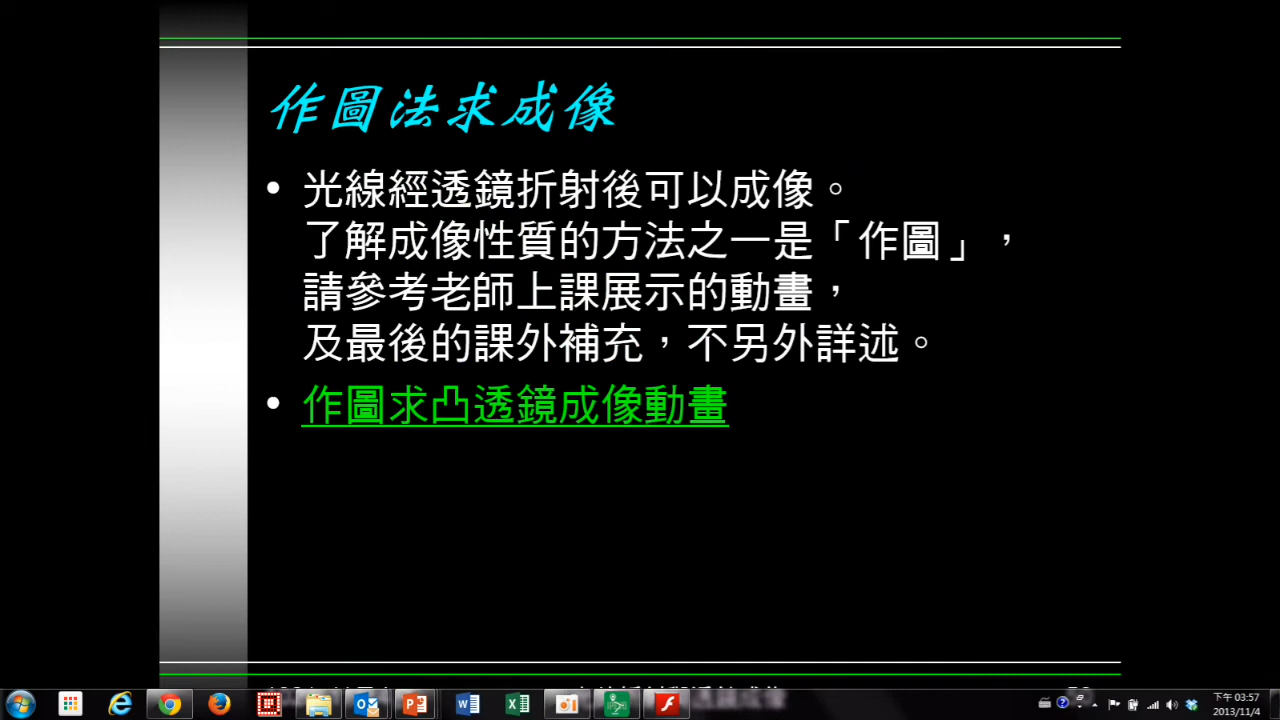 作圖法求成像
• 光線經透鏡折射後可以成像。
了解成像性質的方法之一是「作圖」，
請參考老師上課展示的動畫，
及最後的課外補充，不另外詳述。
• 作圖求凸透鏡成像動畫
下午 03:57
2013/11/4